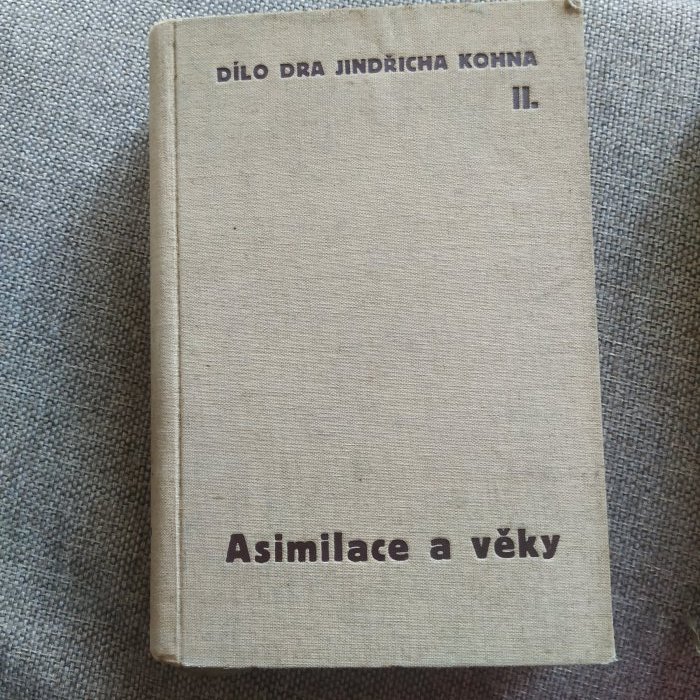 DÍLO DRA JINDŘICHA KOHNA
II.
Asimilace a věky